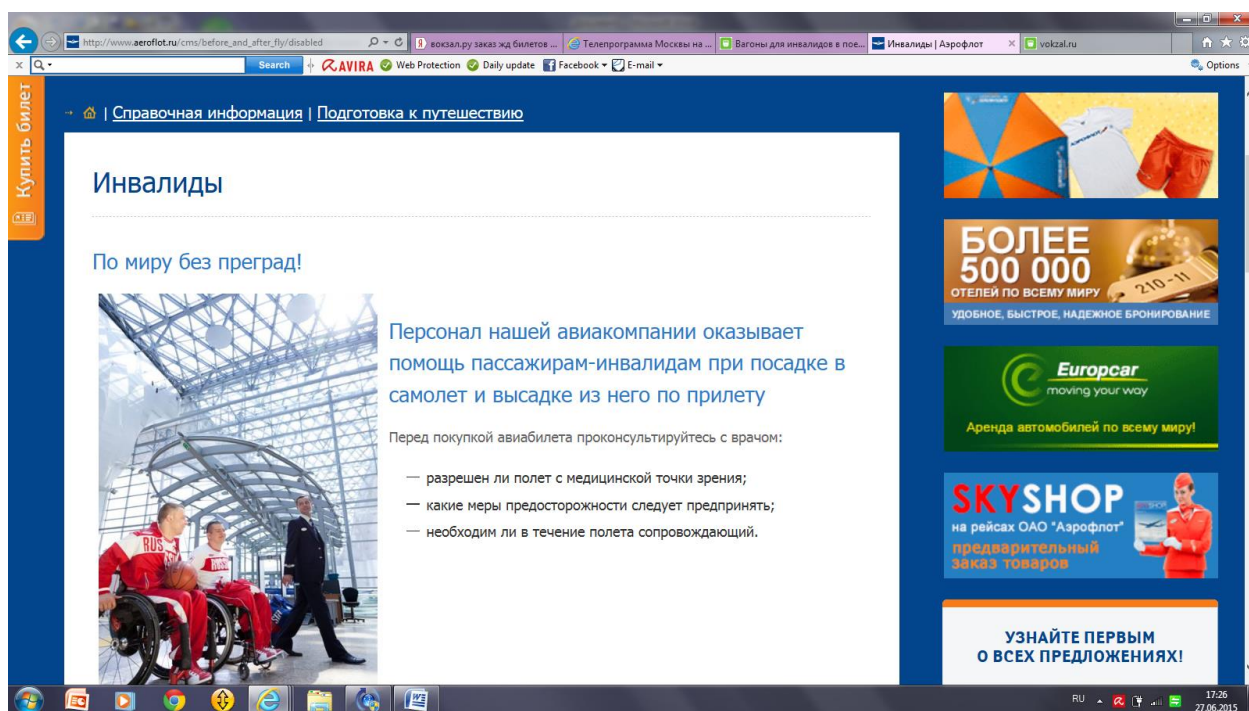 http://www.aeroflot.ru/cms/before_and_after_fly/disabled
вокзал.ру заказ жд билетов ...
Телепрограмма Москвы на ...
Вагоны для инвалидов в пое...
Инвалиды | Аэрофлот
vokzal.ru
Search
AVIRA
Web Protection
Daily update
Facebook
E-mail
Options
Купить билет
| Справочная информация | Подготовка к путешествию
Инвалиды
По миру без преград!
Персонал нашей авиакомпании оказывает
помощь пассажирам-инвалидам при посадке в
самолет и высадке из него по прилету
Перед покупкой авиабилета проконсультируйтесь с врачом:
— разрешен ли полет с медицинской точки зрения;
— какие меры предосторожности следует предпринять;
— необходим ли в течение полета сопровождающий.
RUS
БОЛЕЕ
500 000
ОТЕЛЕЙ ПО ВСЕМУ МИРУ
210-11
УДОБНОЕ, БЫСТРОЕ, НАДЕЖНОЕ БРОНИРОВАНИЕ
Europcar
moving your way
Аренда автомобилей по всему миру!
SKYSHOP
на рейсах ОАО "Аэрофлот"
предварительный
заказ товаров
УЗНАЙТЕ ПЕРВЫМ
О ВСЕХ ПРЕДЛОЖЕНИЯХ!
RU
17:26
27.06.2015